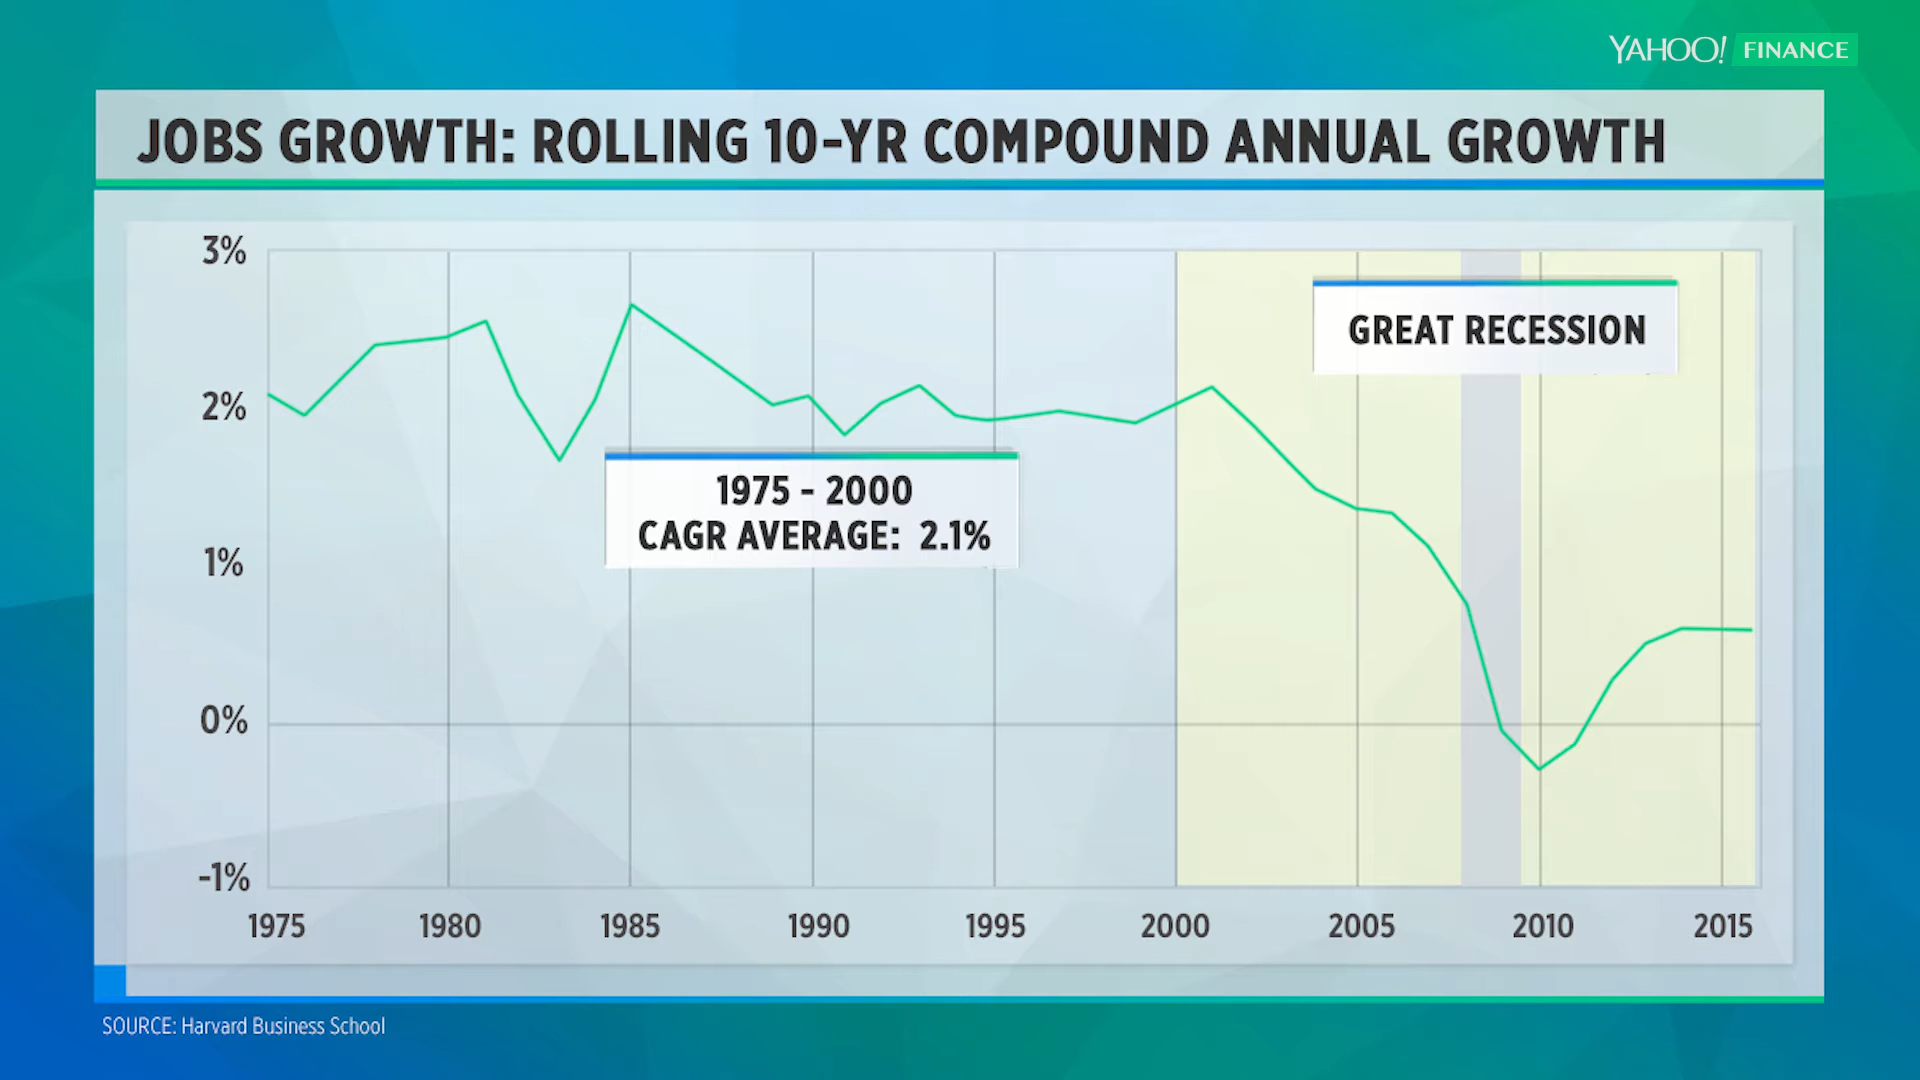 YAHOO! FINANCE
JOBS GROWTH: ROLLING 10-YR COMPOUND ANNUAL GROWTH
3%
2%
1%
0%
-1%
GREAT RECESSION
1975 - 2000
CAGR AVERAGE: 2.1%
1975 1980 1985 1990 1995 2000 2005 2010 2015
SOURCE: Harvard Business School